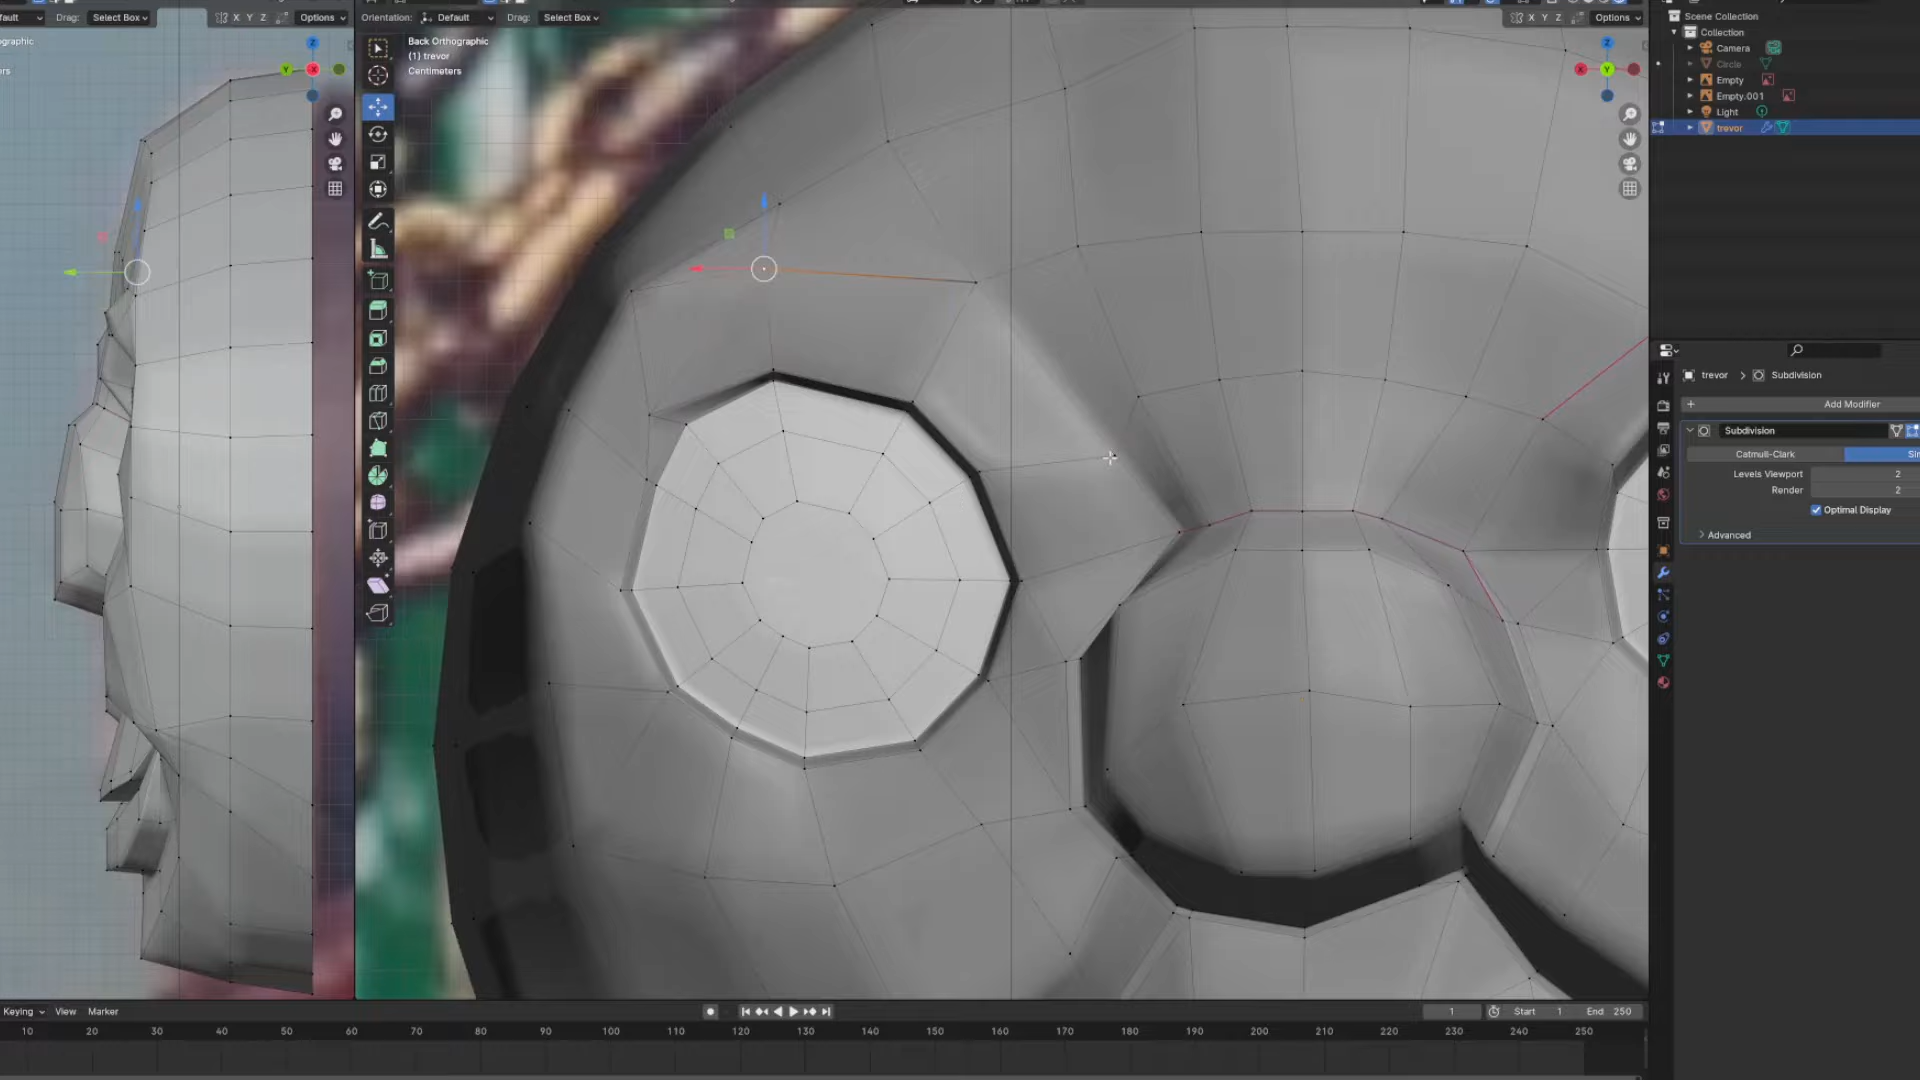 Drag: Select Box
X Y Z
Options
Orientation: Default
Drag: Select Box
X Y Z
Options
Back Orthographic
(1) trevor
Centimeters
Z
Y
X
Z
X
Y
Scene Collection
Collection
Camera
Circle
Empty
Empty.001
Light
trevor
trevor
Subdivision
Add Modifier
Subdivision
Catmull-Clark
Levels Viewport 2
Render 2
Optimal Display
Advanced
Keying
View
Marker
1
Start 1
End 250
10 20 30 40 50 60 70 80 90 100 110 120 130 140 150 160 170 180 190 200 210 220 230 240 250